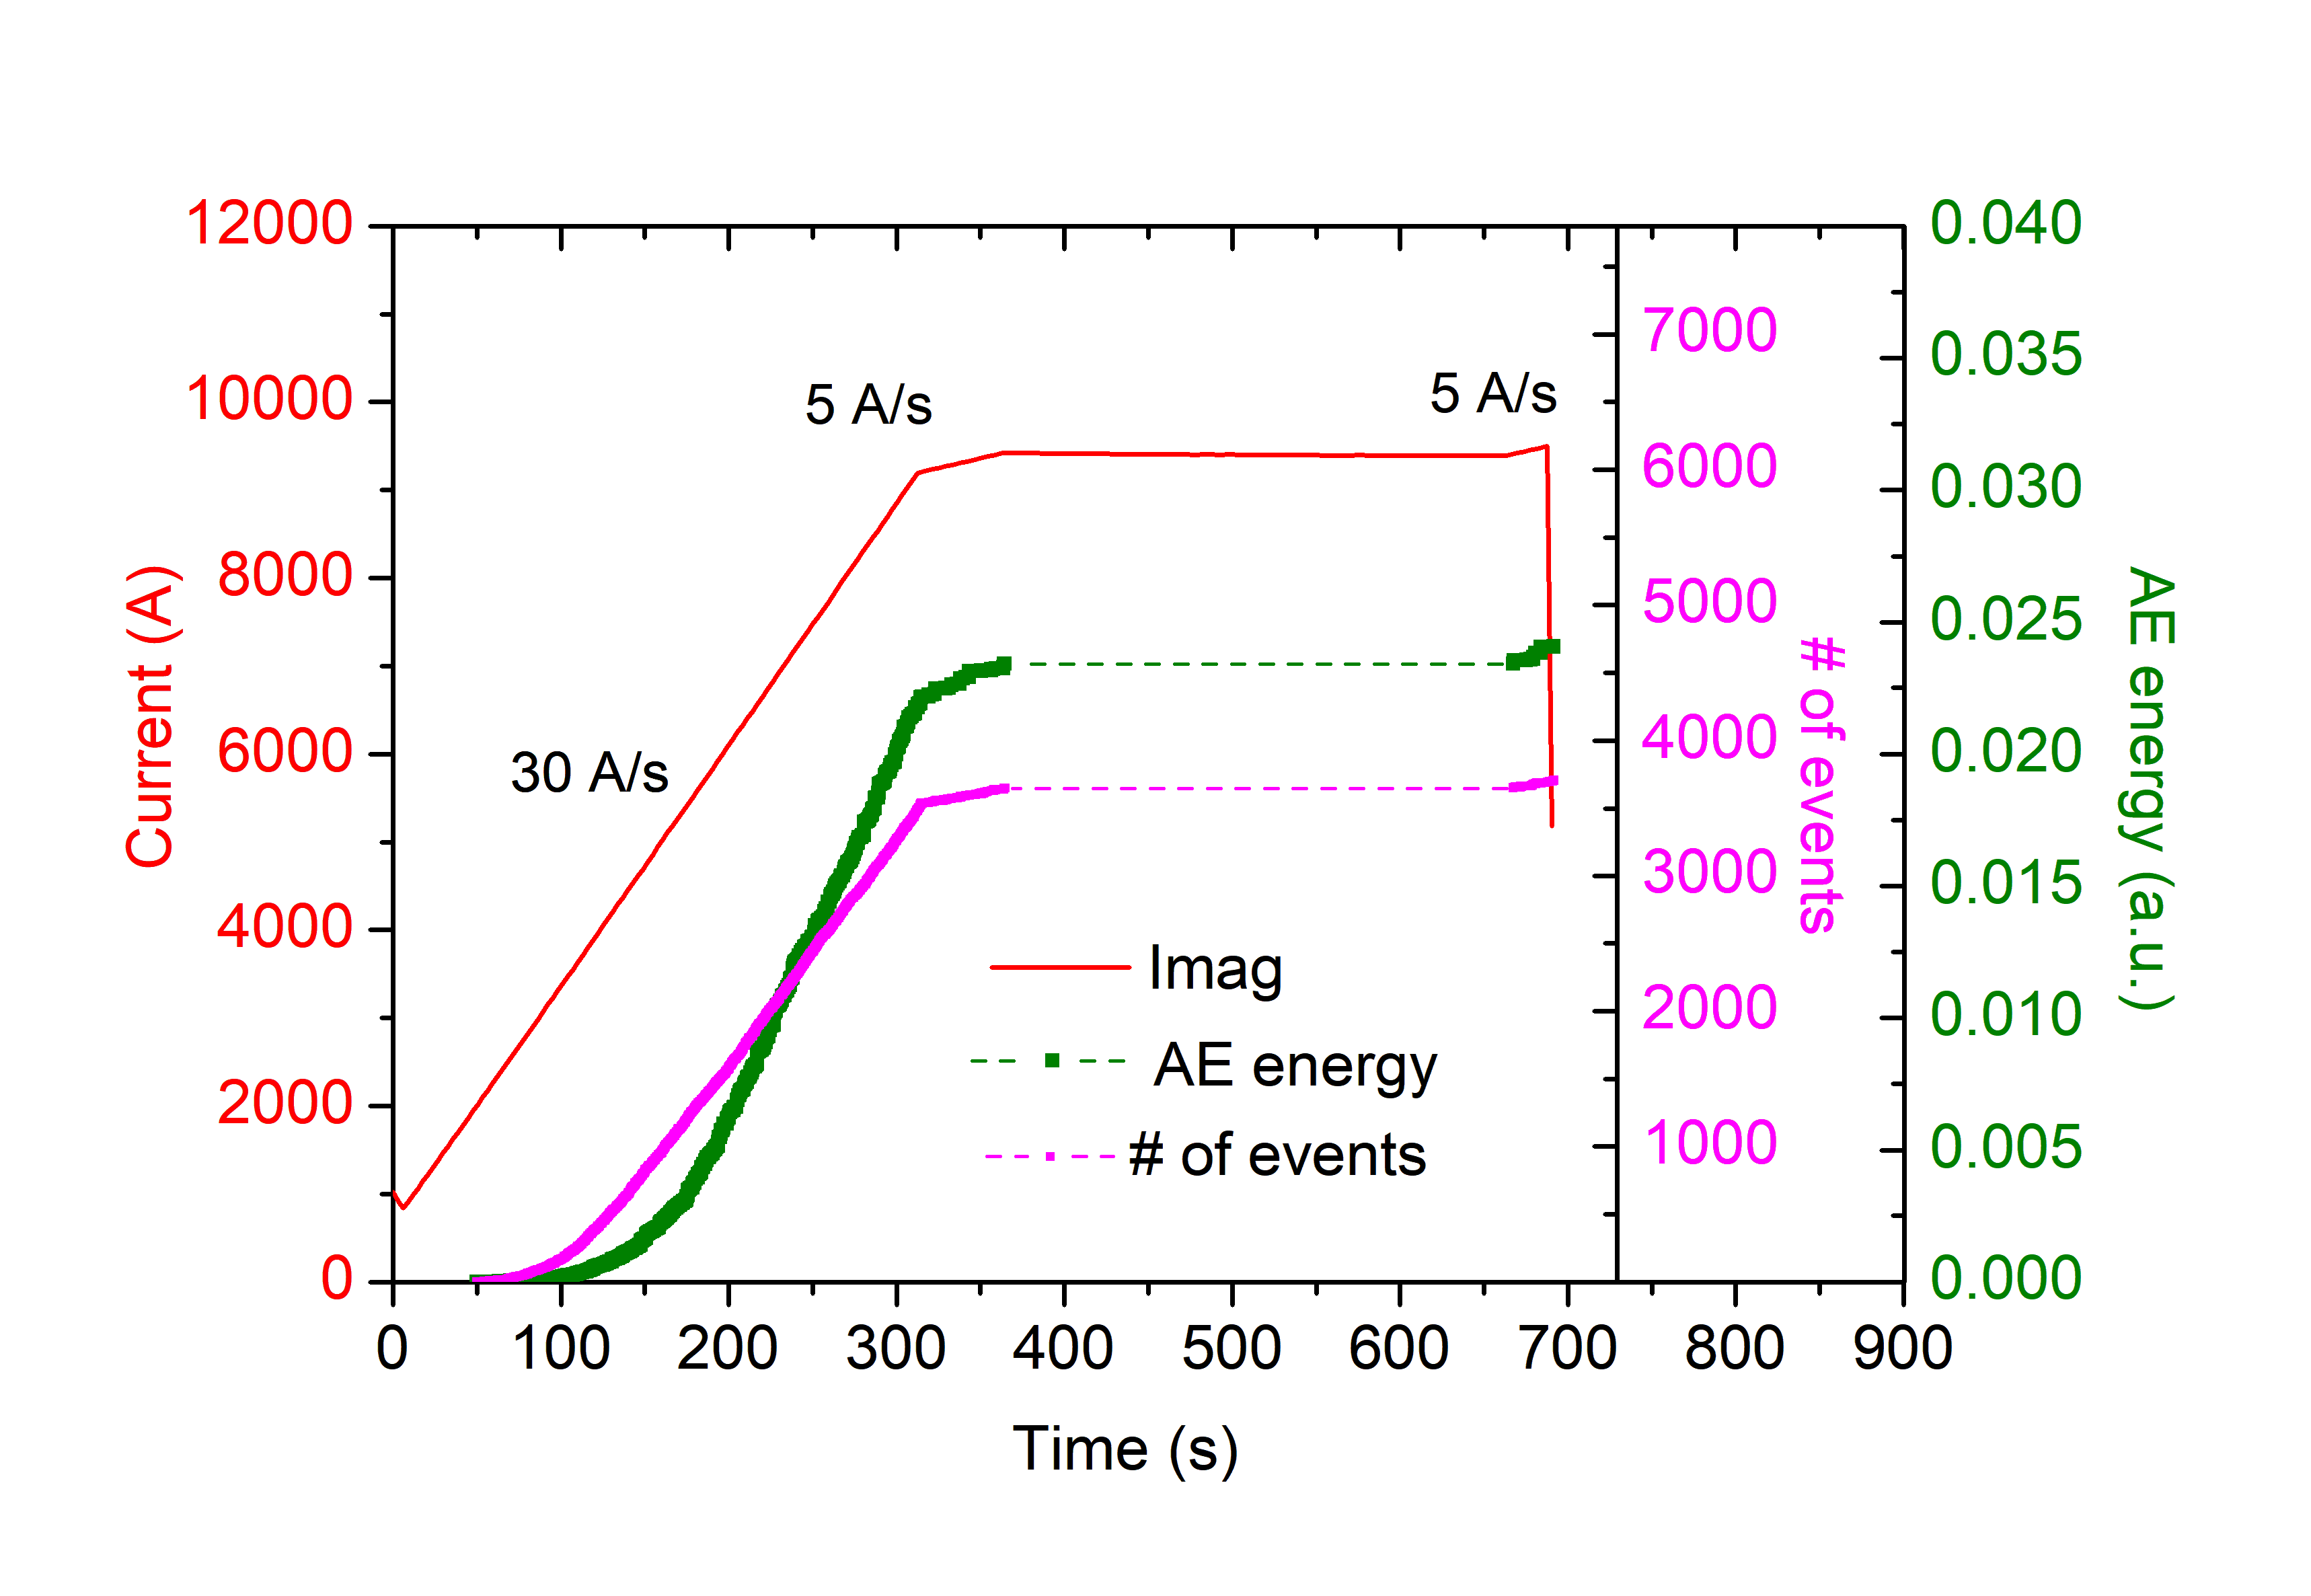 12000
10000
8000
6000
4000
2000
0
Current (A)
5 A/s
5 A/s
30 A/s
Imag
AE energy
# of events
7000
6000
5000
4000
3000
2000
1000
# of events
0.040
0.035
0.030
0.025
0.020
0.015
0.010
0.005
0.000
AE energy (a.u.)
0 100 200 300 400 500 600 700 800 900
Time (s)